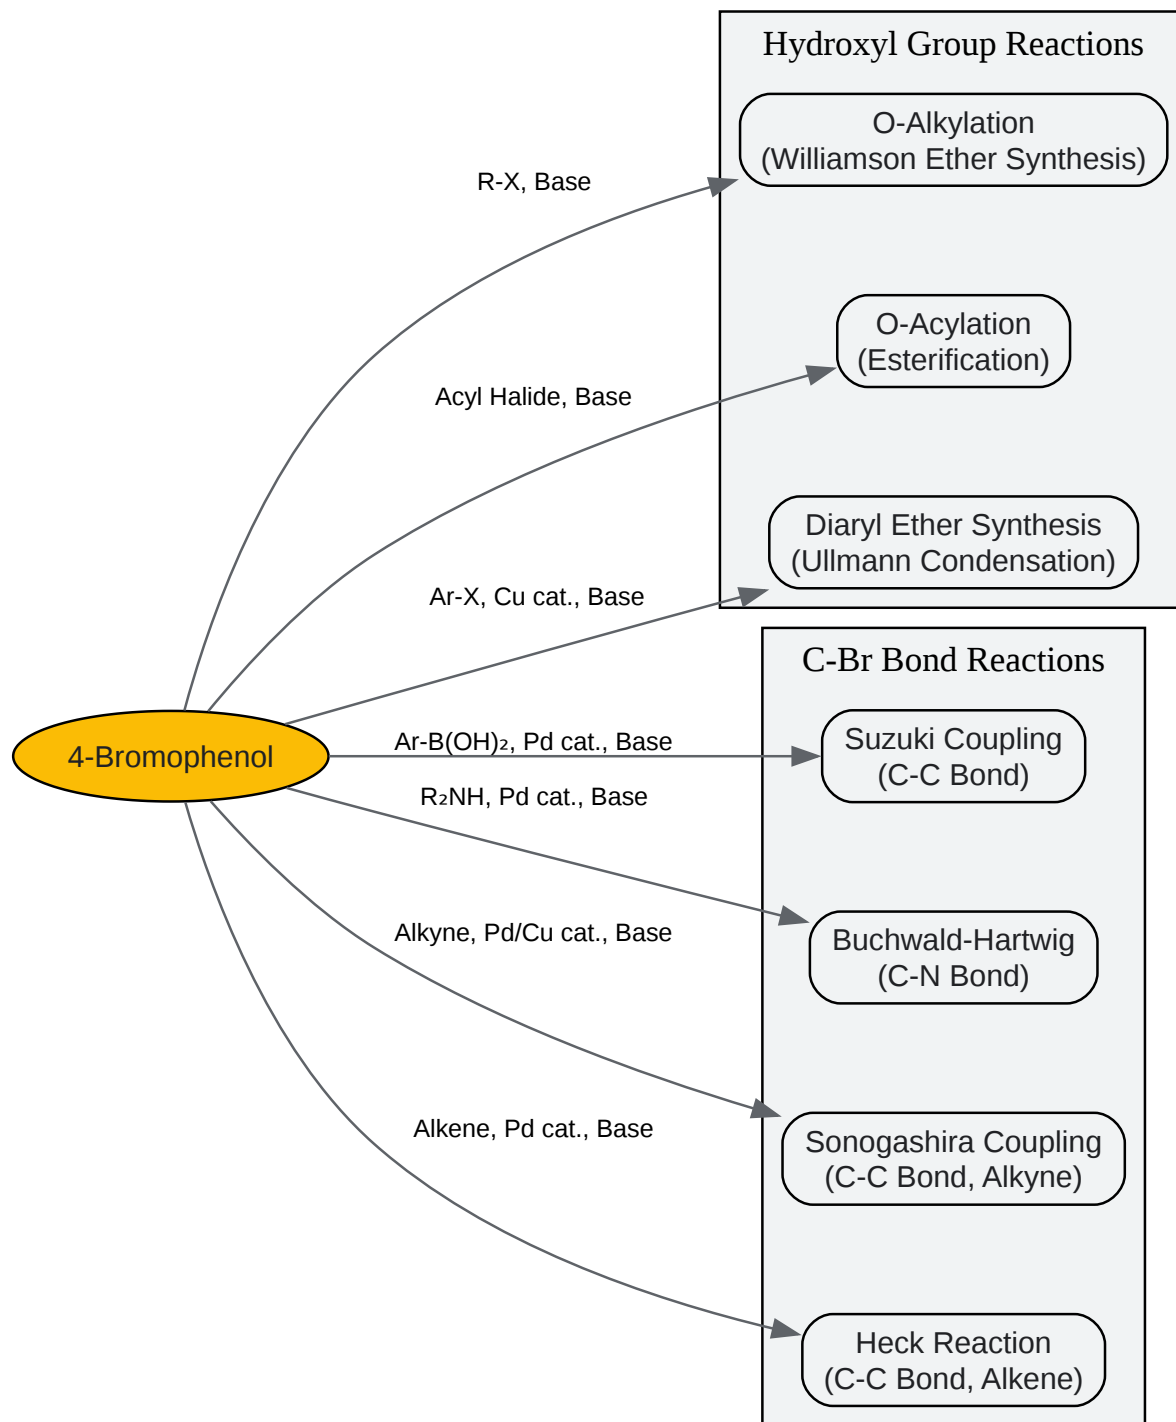 Hydroxyl Group Reactions
O-Alkylation
(Williamson Ether Synthesis)
R-X, Base
O-Acylation
(Esterification)
Acyl Halide, Base
Diaryl Ether Synthesis
(Ullmann Condensation)
Ar-X, Cu cat., Base
C-Br Bond Reactions
4-Bromophenol
Ar-B(OH)₂, Pd cat., Base
Suzuki Coupling
(C-C Bond)
R₂NH, Pd cat., Base
Buchwald-Hartwig
(C-N Bond)
Alkyne, Pd/Cu cat., Base
Sonogashira Coupling
(C-C Bond, Alkyne)
Alkene, Pd cat., Base
Heck Reaction
(C-C Bond, Alkene)